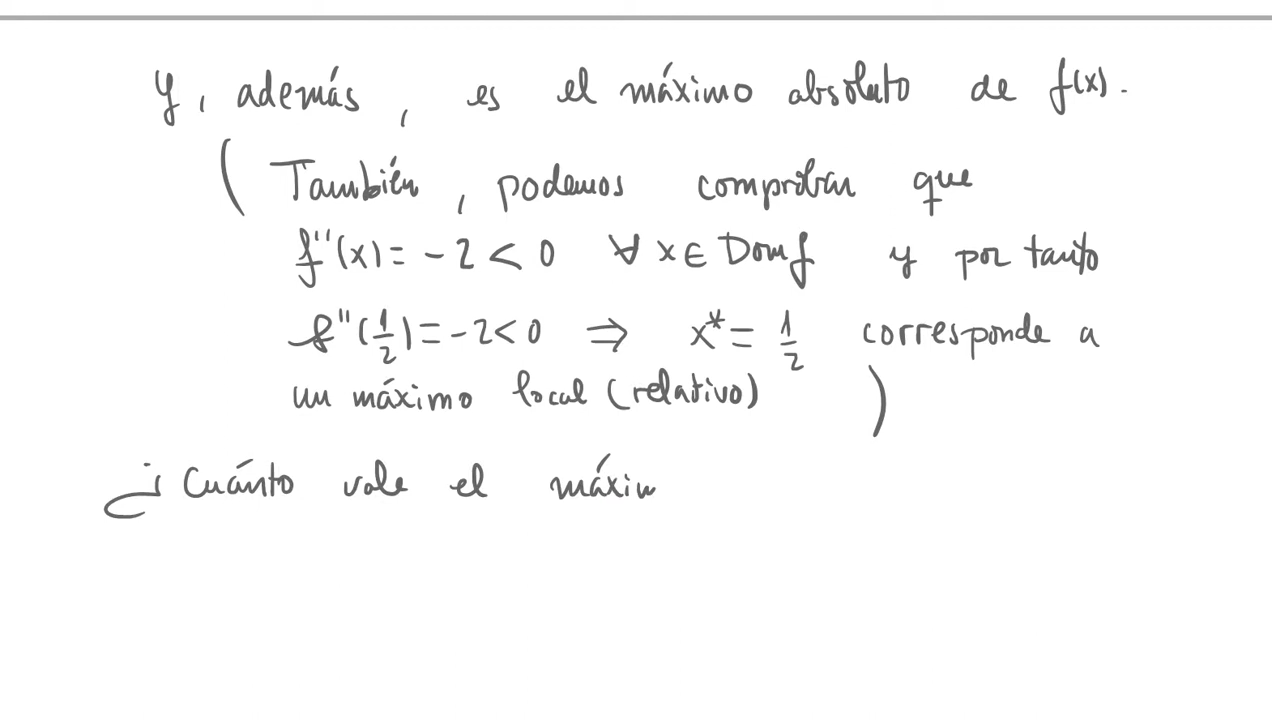 Y, además, es el máximo absoluto de f(x).
( También, podemos comprobar que
f''(x) = -2 < 0 ∀ x ∈ Dom f y por tanto
f''(1/2) = -2 < 0 ⇒ x* = 1/2 corresponde a
un máximo local (relativo) )
¿Cuánto vale el máxim